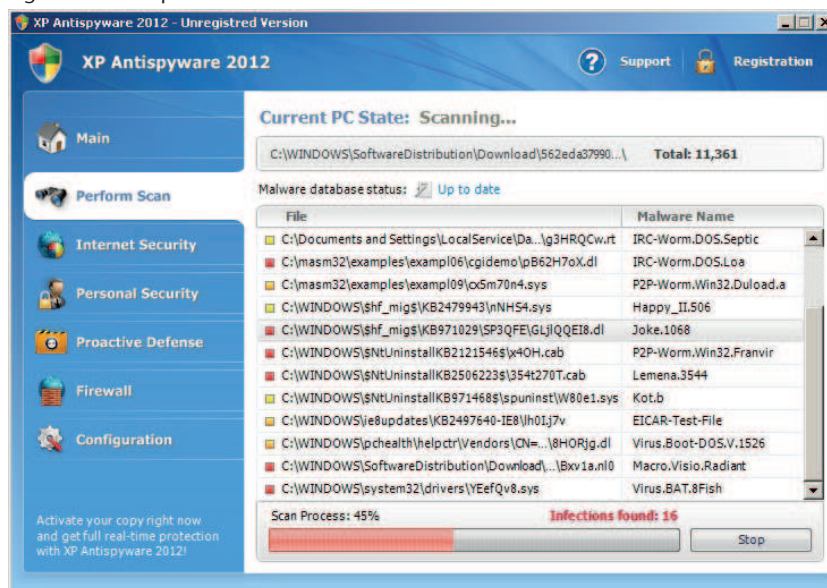 XP Antispyware 2012 - Unregistred Version
XP Antispyware 2012
Support
Registration
Main
Perform Scan
Internet Security
Personal Security
Proactive Defense
Firewall
Configuration
Activate your copy right now
and get full real-time protection
with XP Antispyware 2012!
Current PC State: Scanning...
C:\WINDOWS\SoftwareDistribution\Download\562eda37990...\ Total: 11,361
Malware database status: Up to date
File Malware Name
C:\Documents and Settings\LocalService\Da...\g3HRQCw.rt IRC-Worm.DOS.Septic
C:\masm32\examples\exampl06\cgidemo\pB62H7oX.dl IRC-Worm.DOS.Loa
C:\masm32\examples\exampl09\cx5m70n4.sys P2P-Worm.Win32.Duload.a
C:\WINDOWS\$hf_mig$\KB2479943\nNHS4.sys Happy_II.506
C:\WINDOWS\$hf_mig$\KB971029\SP3QFE\GLjlQQEI8.dl Joke.1068
C:\WINDOWS\$NtUninstallKB2121546$\x4OH.cab P2P-Worm.Win32.Franvir
C:\WINDOWS\$NtUninstallKB2506223$\354t270T.cab Lemena.3544
C:\WINDOWS\$NtUninstallKB971468$\spuninst\W80e1.sys Kot.b
C:\WINDOWS\ie8updates\KB2497640-IE8\lh0I.j7v EICAR-Test-File
C:\WINDOWS\pchealth\helpctr\Vendors\CN=...\8HORjg.dl Virus.Boot-DOS.V.1526
C:\WINDOWS\SoftwareDistribution\Download\...\Bxv1a.nl0 Macro.Visio.Radiant
C:\WINDOWS\system32\drivers\YEefQv8.sys Virus.BAT.8Fish
Scan Process: 45% Infections found: 16
Stop